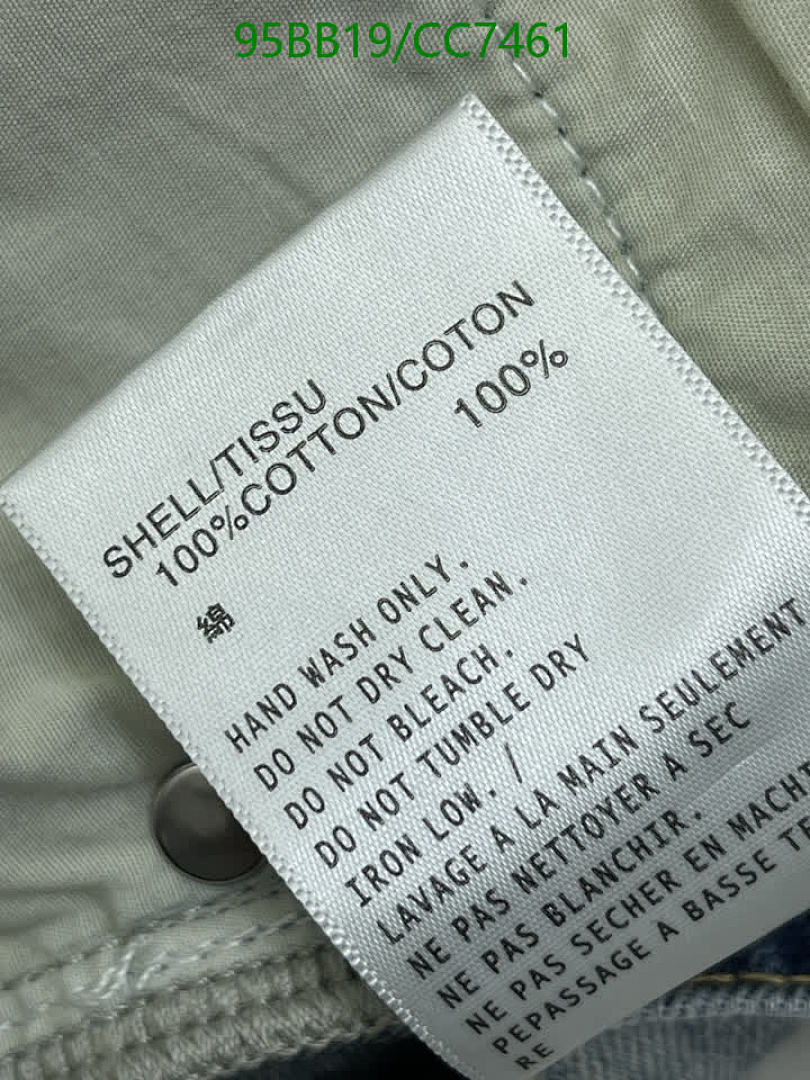 95BB19/CC7461
SHELL/TISSU
100%COTTON/COTON
綿 100%
HAND WASH ONLY.
DO NOT DRY CLEAN.
DO NOT BLEACH.
DO NOT TUMBLE DRY
IRON LOW. /
LAVAGE A LA MAIN SEULEMENT
NE PAS NETTOYER A SEC
NE PAS BLANCHIR.
NE PAS SECHER EN MACHI
PEPASSAGE A BASSE TE
RE